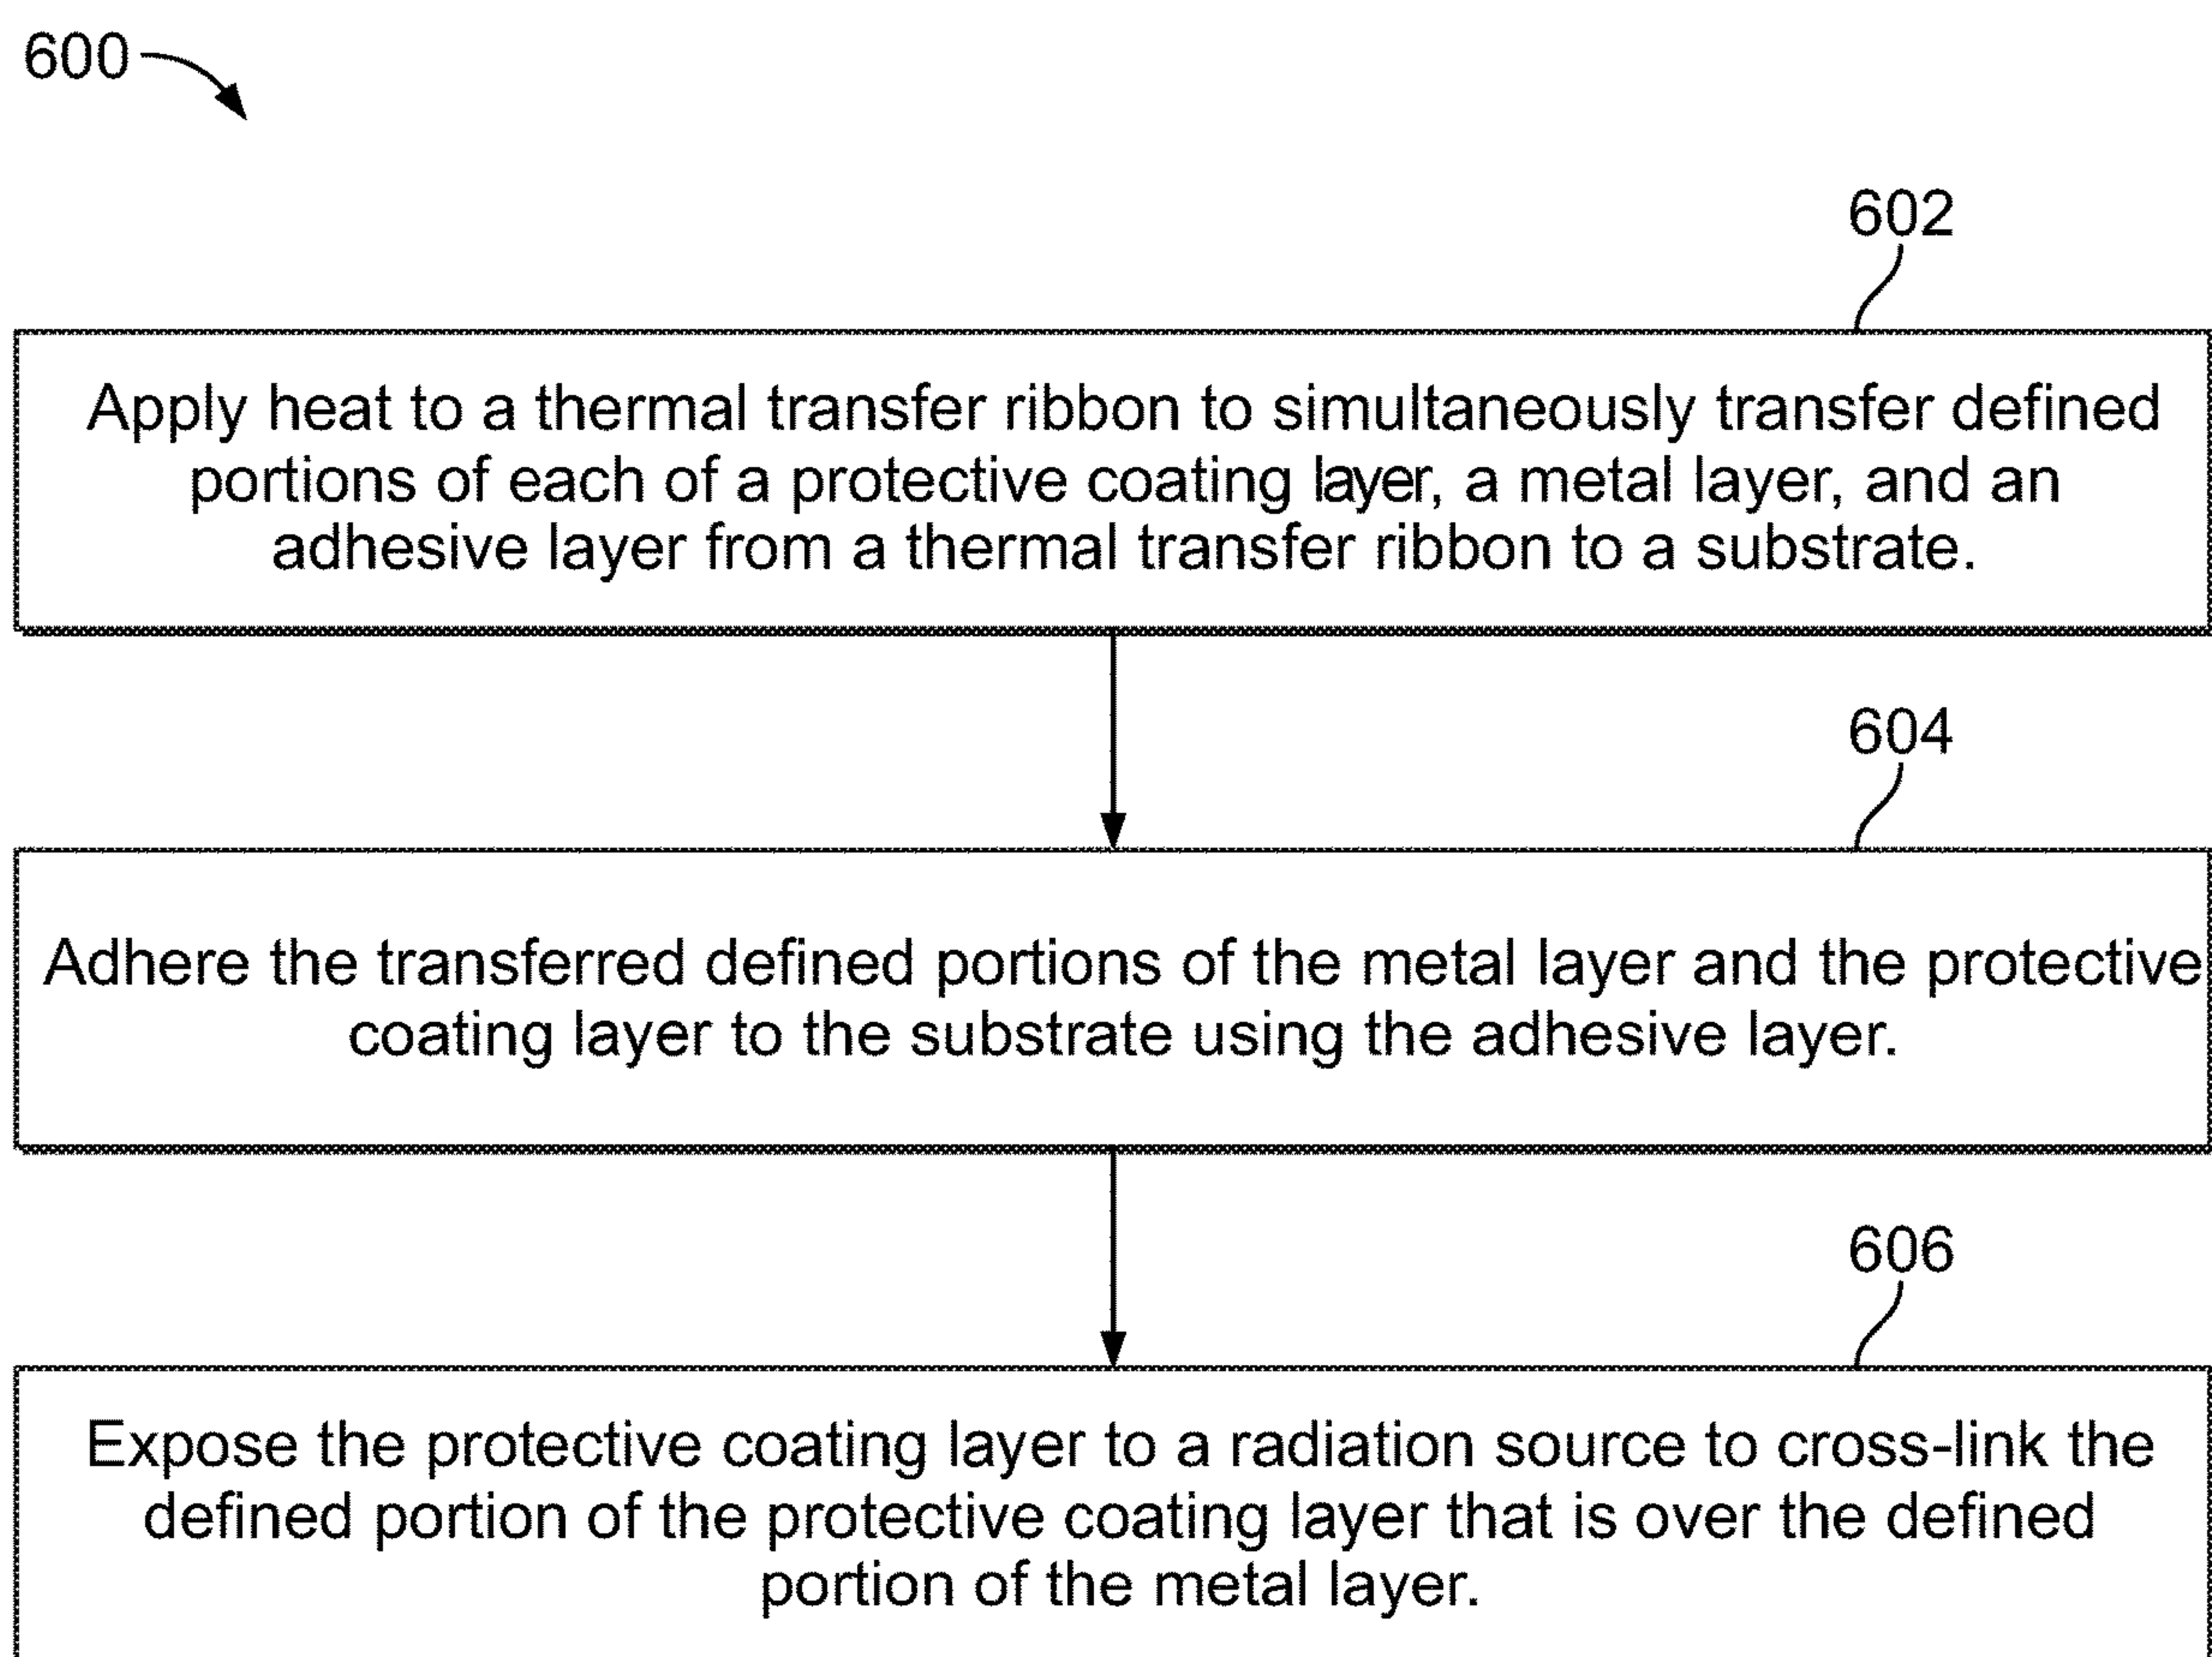 600
602
Apply heat to a thermal transfer ribbon to simultaneously transfer defined
portions of each of a protective coating layer, a metal layer, and an
adhesive layer from a thermal transfer ribbon to a substrate.
604
Adhere the transferred defined portions of the metal layer and the protective
coating layer to the substrate using the adhesive layer.
606
Expose the protective coating layer to a radiation source to cross-link the
defined portion of the protective coating layer that is over the defined
portion of the metal layer.